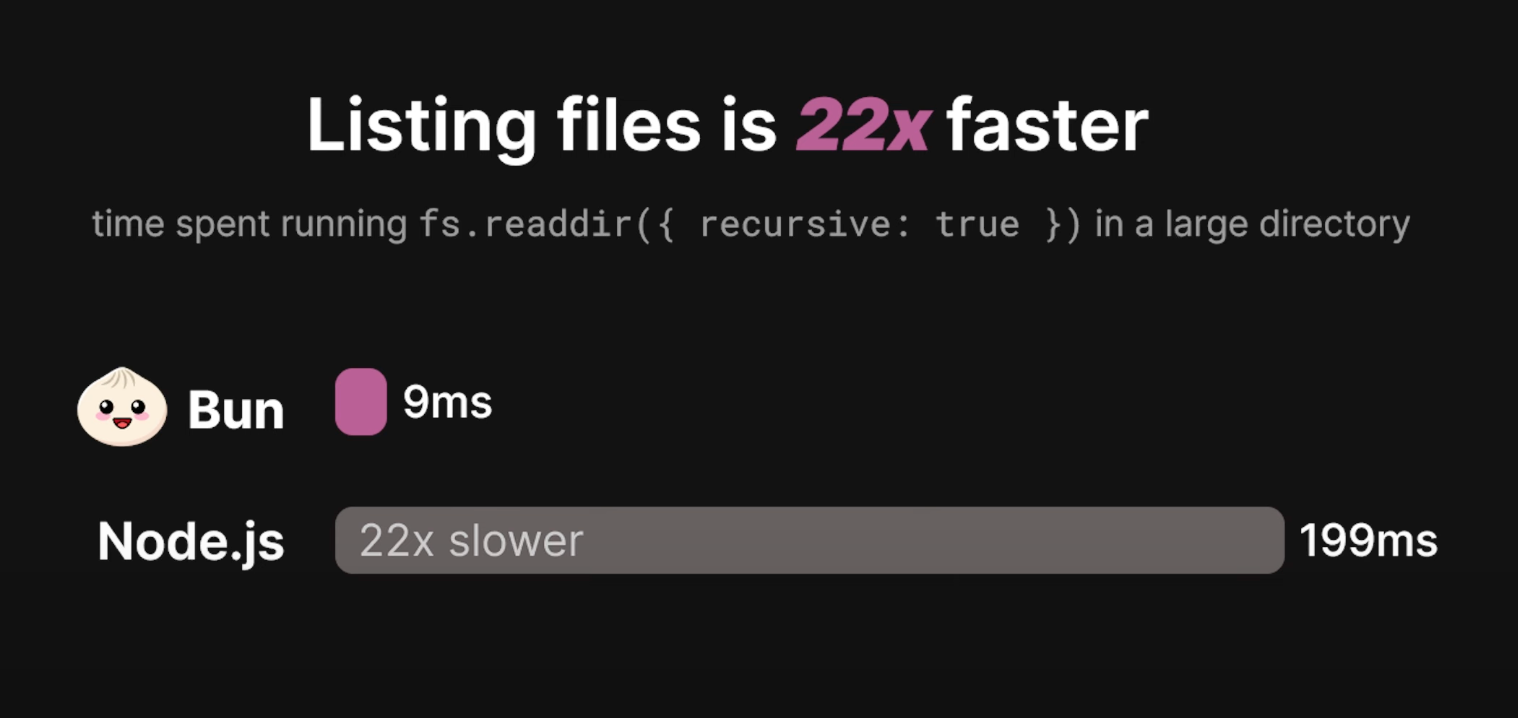 Listing files is 22x faster
time spent running fs.readdir({ recursive: true }) in a large directory
Bun 9ms
Node.js 22x slower 199ms